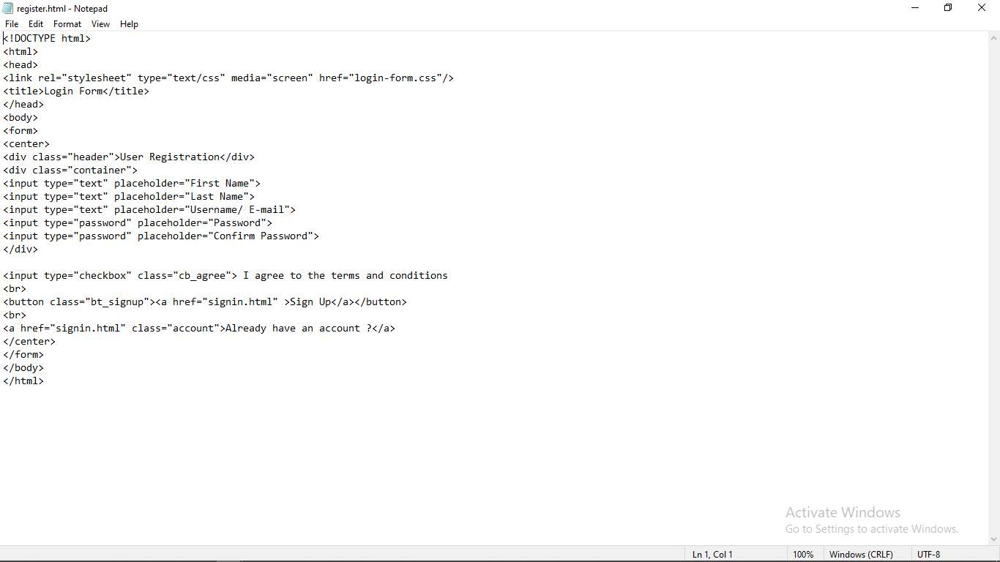 register.html - Notepad
File Edit Format View Help
<!DOCTYPE html>
<html>
<head>
<link rel="stylesheet" type="text/css" media="screen" href="login-form.css"/>
<title>Login Form</title>
</head>
<body>
<form>
<center>
<div class="header">User Registration</div>
<div class="container">
<input type="text" placeholder="First Name">
<input type="text" placeholder="Last Name">
<input type="text" placeholder="Username/ E-mail">
<input type="password" placeholder="Password">
<input type="password" placeholder="Confirm Password">
</div>

<input type="checkbox" class="cb_agree"> I agree to the terms and conditions
<br>
<button class="bt_signup"><a href="signin.html" >Sign Up</a></button>
<br>
<a href="signin.html" class="account">Already have an account ?</a>
</center>
</form>
</body>
</html>
Activate Windows
Go to Settings to activate Windows.
Ln 1, Col 1 100% Windows (CRLF) UTF-8